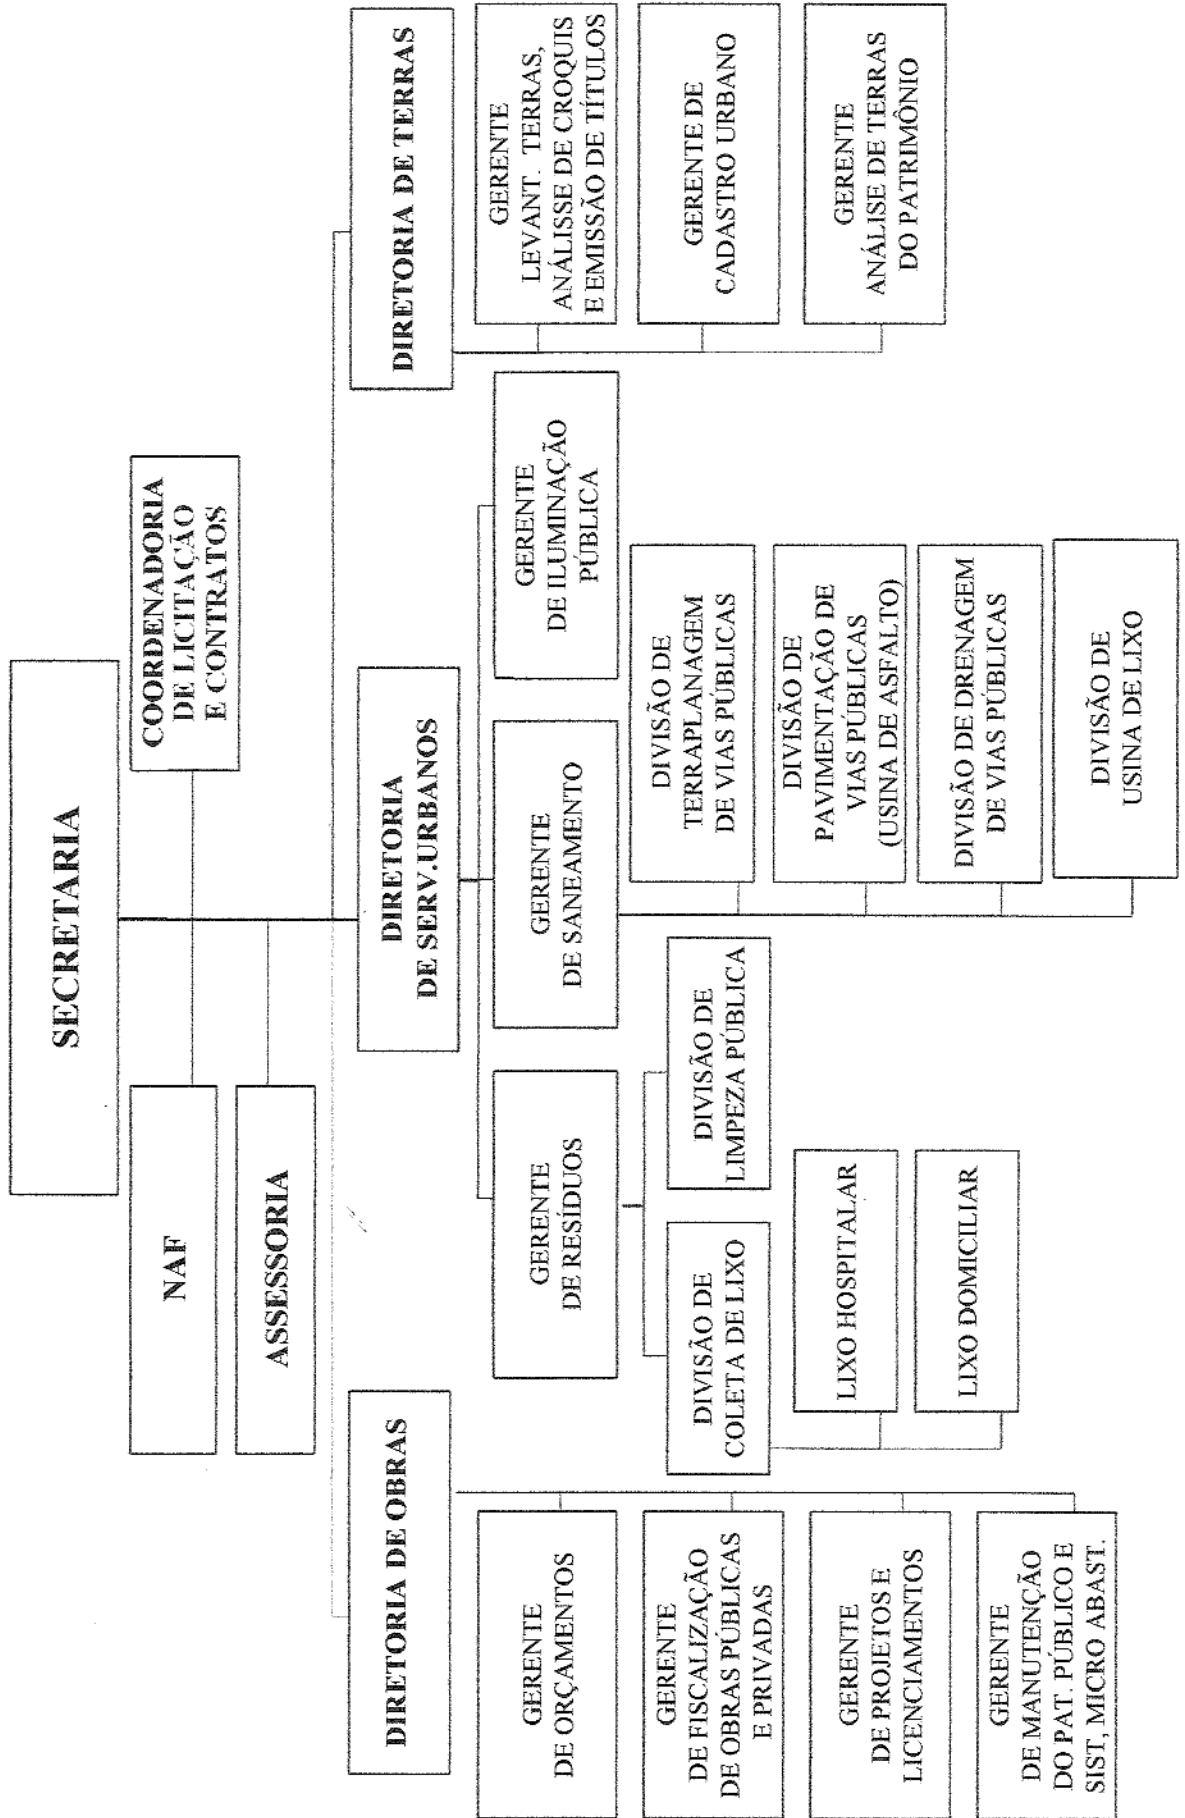 SECRETARIA
NAF
COORDENADORIA
DE LICITAÇÃO
E CONTRATOS
ASSESSORIA
DIRETORIA DE OBRAS
DIRETORIA
DE SERV.URBANOS
DIRETORIA DE TERRAS
GERENTE
DE ORÇAMENTOS
GERENTE
DE FISCALIZAÇÃO
DE OBRAS PÚBLICAS
E PRIVADAS
GERENTE
DE PROJETOS E
LICENCIAMENTOS
GERENTE
DE MANUTENÇÃO
DO PAT. PÚBLICO E
SIST, MICRO ABAST.
GERENTE
DE RESÍDUOS
DIVISÃO DE
COLETA DE LIXO
LIXO HOSPITALAR
LIXO DOMICILIAR
DIVISÃO DE
LIMPEZA PÚBLICA
GERENTE
DE SANEAMENTO
DIVISÃO DE
TERRAPLANAGEM
DE VIAS PÚBLICAS
DIVISÃO DE
PAVIMENTAÇÃO DE
VIAS PÚBLICAS
(USINA DE ASFALTO)
DIVISÃO DE DRENAGEM
DE VIAS PÚBLICAS
DIVISÃO DE
USINA DE LIXO
GERENTE
DE ILUMINAÇÃO
PÚBLICA
GERENTE
LEVANT. TERRAS,
ANÁLISSE DE CROQUIS
E EMISSÃO DE TÍTULOS
GERENTE DE
CADASTRO URBANO
GERENTE
ANÁLISE DE TERRAS
DO PATRIMÔNIO